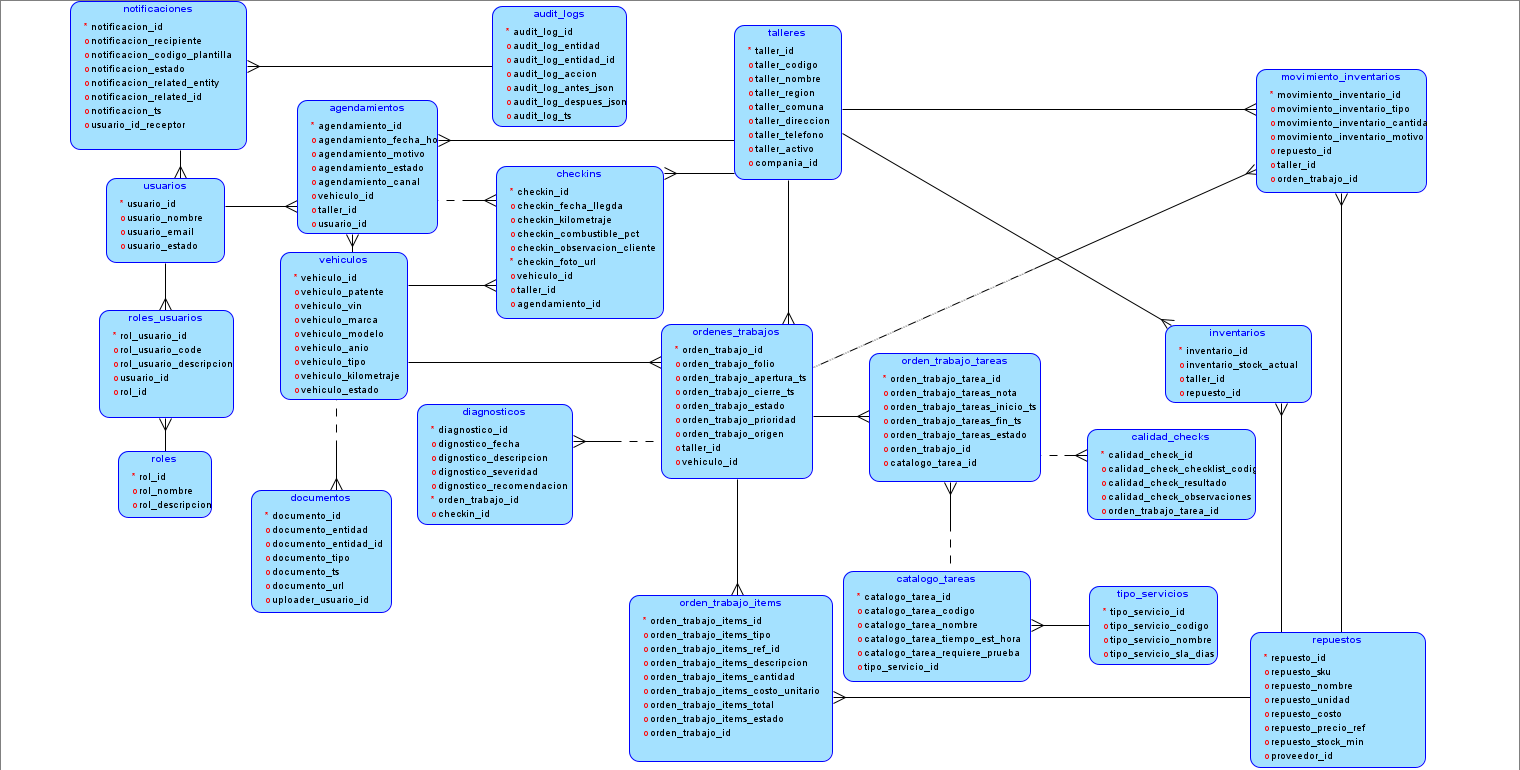 notificaciones
* notificacion_id
o notificacion_recipiente
o notificacion_codigo_plantilla
o notificacion_estado
o notificacion_related_entity
o notificacion_related_id
o notificacion_ts
o usuario_id_receptor
audit_logs
* audit_log_id
o audit_log_entidad
o audit_log_entidad_id
o audit_log_accion
o audit_log_antes_json
o audit_log_despues_json
o audit_log_ts
talleres
* taller_id
o taller_codigo
o taller_nombre
o taller_region
o taller_comuna
o taller_direccion
o taller_telefono
o taller_activo
o compania_id
movimiento_inventarios
* movimiento_inventario_id
o movimiento_inventario_tipo
o movimiento_inventario_cantida
o movimiento_inventario_motivo
o repuesto_id
o taller_id
o orden_trabajo_id
agendamientos
* agendamiento_id
o agendamiento_fecha_ho
o agendamiento_motivo
o agendamiento_estado
o agendamiento_canal
o vehiculo_id
o taller_id
o usuario_id
checkins
* checkin_id
o checkin_fecha_llegda
o checkin_kilometraje
o checkin_combustible_pct
o checkin_observacion_cliente
* checkin_foto_url
o vehiculo_id
o taller_id
o agendamiento_id
usuarios
* usuario_id
o usuario_nombre
o usuario_email
o usuario_estado
vehiculos
* vehiculo_id
o vehiculo_patente
o vehiculo_vin
o vehiculo_marca
o vehiculo_modelo
o vehiculo_anio
o vehiculo_tipo
o vehiculo_kilometraje
o vehiculo_estado
roles_usuarios
* rol_usuario_id
o rol_usuario_code
o rol_usuario_descripcion
o usuario_id
o rol_id
ordenes_trabajos
* orden_trabajo_id
o orden_trabajo_folio
o orden_trabajo_apertura_ts
o orden_trabajo_cierre_ts
o orden_trabajo_estado
o orden_trabajo_prioridad
o orden_trabajo_origen
o taller_id
o vehiculo_id
orden_trabajo_tareas
* orden_trabajo_tarea_id
o orden_trabajo_tareas_nota
o orden_trabajo_tareas_inicio_ts
o orden_trabajo_tareas_fin_ts
o orden_trabajo_tareas_estado
o orden_trabajo_id
o catalogo_tarea_id
inventarios
* inventario_id
o inventario_stock_actual
o taller_id
o repuesto_id
diagnosticos
* diagnostico_id
o dignostico_fecha
o dignostico_descripcion
o dignostico_severidad
o dignostico_recomendacion
* orden_trabajo_id
o checkin_id
calidad_checks
* calidad_check_id
o calidad_check_checklist_codig
o calidad_check_resultado
o calidad_check_observaciones
o orden_trabajo_tarea_id
roles
* rol_id
o rol_nombre
o rol_descripcion
documentos
* documento_id
o documento_entidad
o documento_entidad_id
o documento_tipo
o documento_ts
o documento_url
o uploader_usuario_id
orden_trabajo_items
* orden_trabajo_items_id
o orden_trabajo_items_tipo
o orden_trabajo_items_ref_id
o orden_trabajo_items_descripcion
o orden_trabajo_items_cantidad
o orden_trabajo_items_costo_unitario
o orden_trabajo_items_total
o orden_trabajo_items_estado
o orden_trabajo_id
catalogo_tareas
* catalogo_tarea_id
o catalogo_tarea_codigo
o catalogo_tarea_nombre
o catalogo_tarea_tiempo_est_hora
o catalogo_tarea_requiere_prueba
o tipo_servicio_id
tipo_servicios
* tipo_servicio_id
o tipo_servicio_codigo
o tipo_servicio_nombre
o tipo_servicio_sla_dias
repuestos
* repuesto_id
o repuesto_sku
o repuesto_nombre
o repuesto_unidad
o repuesto_costo
o repuesto_precio_ref
o repuesto_stock_min
o proveedor_id